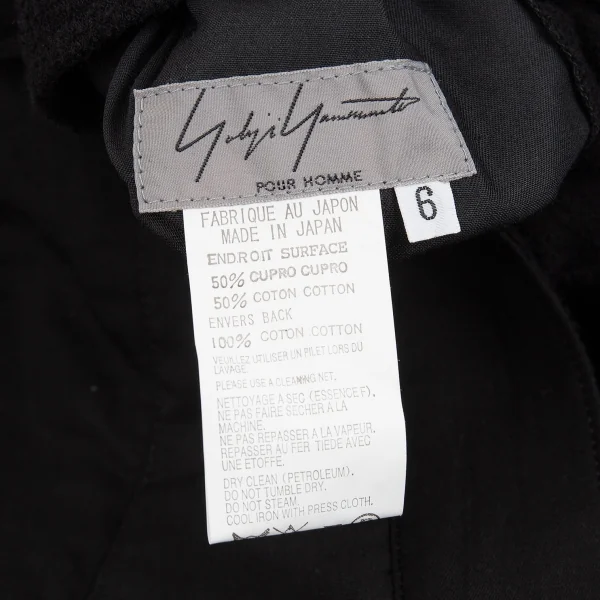 Yohji Yamamoto
POUR HOMME
6
FABRIQUE AU JAPON
MADE IN JAPAN
ENDROIT SURFACE
50% CUPRO CUPRO
50% COTON COTTON
ENVERS BACK
100% COTON COTTON
VEUILLEZ UTILISER UN FILET LORS DU
LAVAGE.
PLEASE USE A CLEANING NET.
NETTOYAGE A SEC (ESSENCE F).
NE PAS FAIRE SECHER A LA
MACHINE.
NE PAS REPASSER A LA VAPEUR.
REPASSER AU FER TIEDE AVEC
UNE ETOFFE.
DRY CLEAN (PETROLEUM).
DO NOT TUMBLE DRY.
DO NOT STEAM.
COOL IRON WITH PRESS CLOTH.